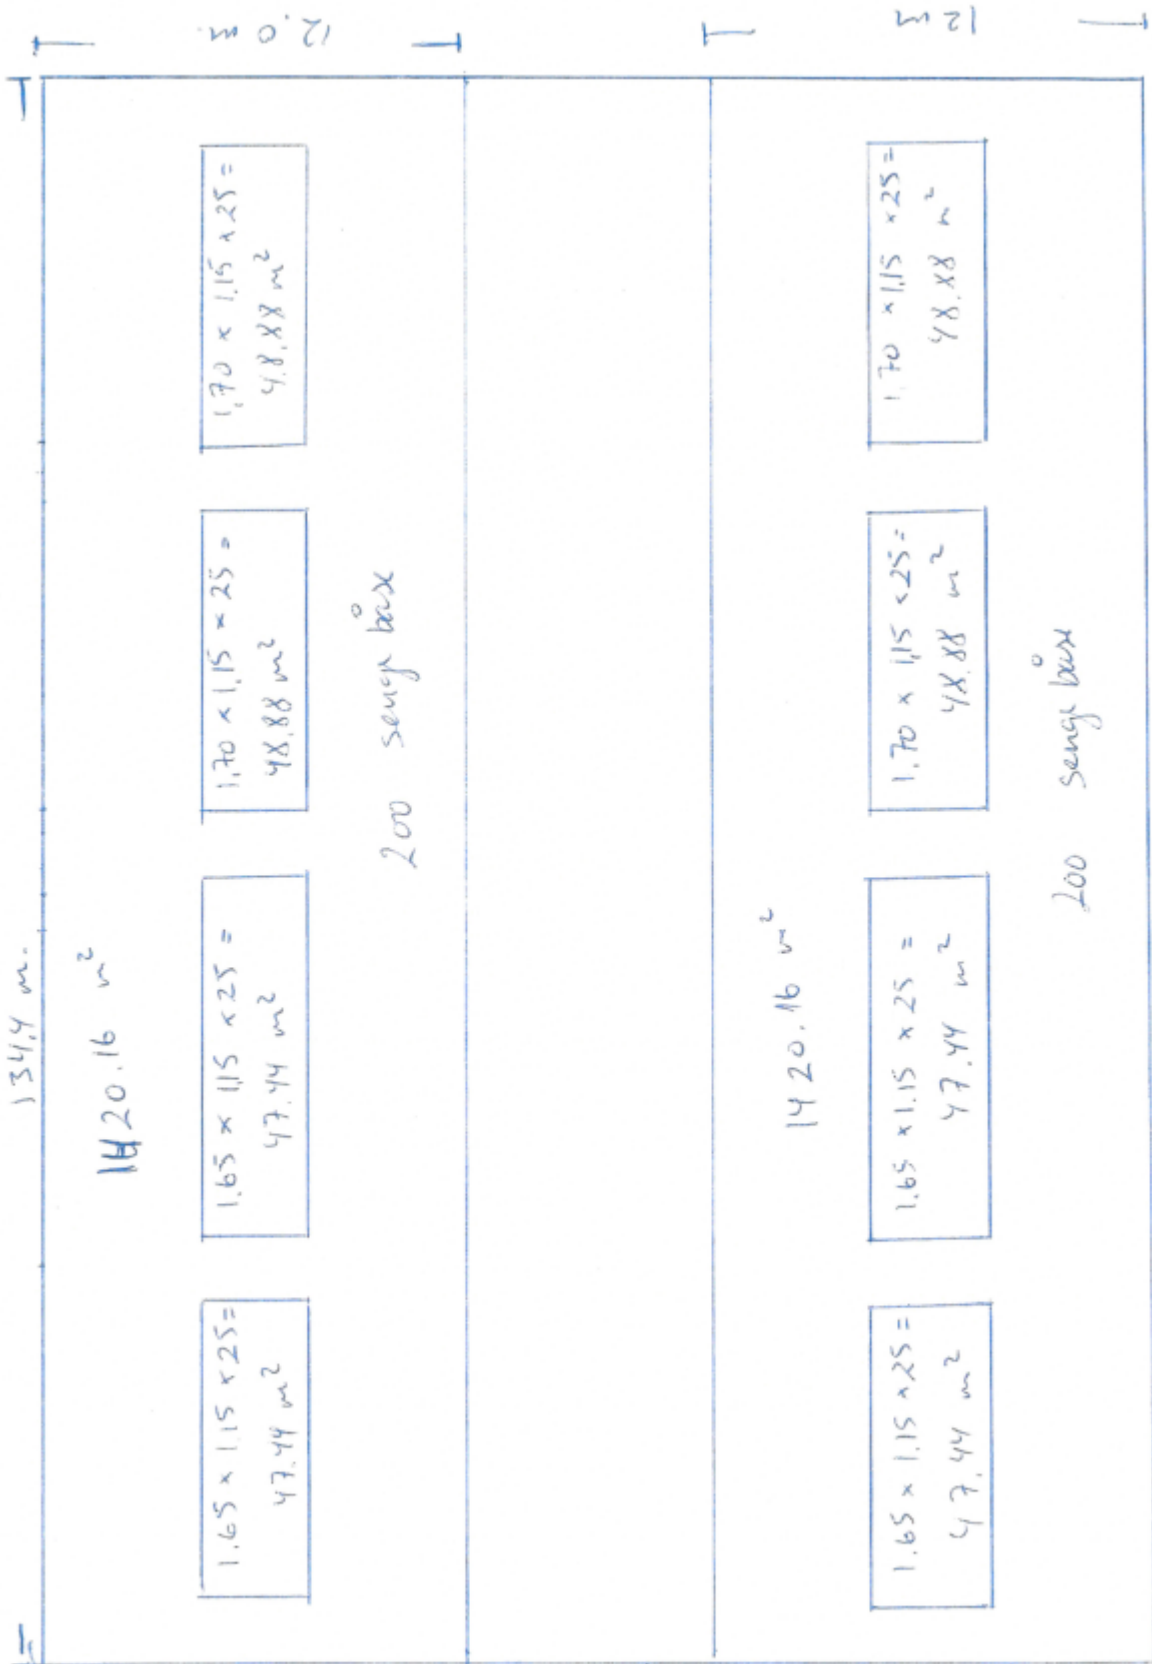 134,4 m.
12.0 m.
1420.16 m²
1.65 x 1.15 x 25 =
47.44 m²
1.65 x 1,15 x 25 =
47.44 m²
1,70 x 1.15 x 25 =
48.88 m²
1,70 x 1.15 x 25 =
48.88 m²
200 senge båse
12 m
1420.16 m²
1.65 x 1.15 x 25 =
47.44 m²
1.65 x 1.15 x 25 =
47.44 m²
1.70 x 1,15 x 25 =
48.88 m²
1.70 x 1,15 x 25 =
48.88 m²
200 senge båse